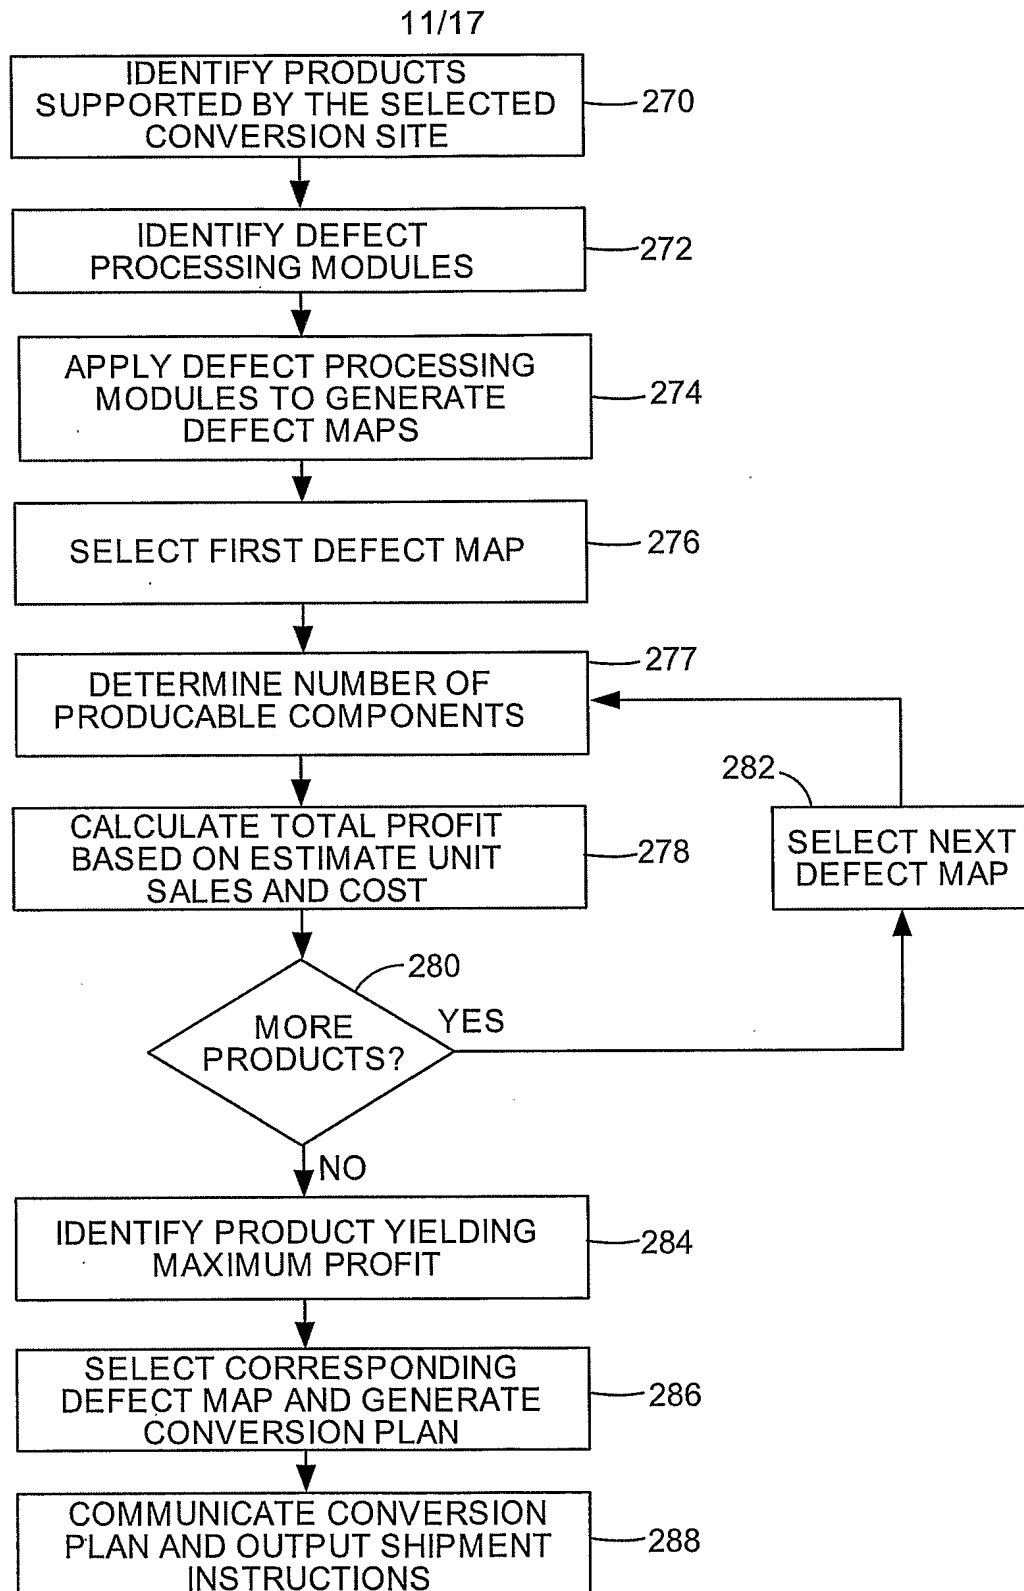 11/17
IDENTIFY PRODUCTS
SUPPORTED BY THE SELECTED
CONVERSION SITE
270
IDENTIFY DEFECT
PROCESSING MODULES
272
APPLY DEFECT PROCESSING
MODULES TO GENERATE
DEFECT MAPS
274
SELECT FIRST DEFECT MAP
276
DETERMINE NUMBER OF
PRODUCABLE COMPONENTS
277
CALCULATE TOTAL PROFIT
BASED ON ESTIMATE UNIT
SALES AND COST
278
282
SELECT NEXT
DEFECT MAP
280
MORE
PRODUCTS?
YES
NO
IDENTIFY PRODUCT YIELDING
MAXIMUM PROFIT
284
SELECT CORRESPONDING
DEFECT MAP AND GENERATE
CONVERSION PLAN
286
COMMUNICATE CONVERSION
PLAN AND OUTPUT SHIPMENT
INSTRUCTIONS
288